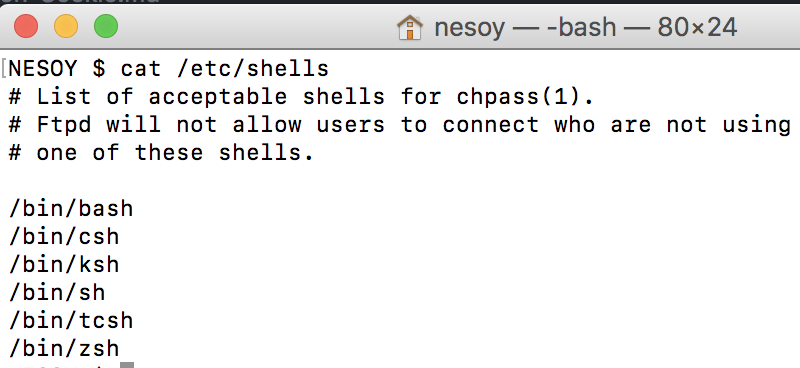 nesoy — -bash — 80×24
[NESOY $ cat /etc/shells
# List of acceptable shells for chpass(1).
# Ftpd will not allow users to connect who are not using
# one of these shells.
/bin/bash
/bin/csh
/bin/ksh
/bin/sh
/bin/tcsh
/bin/zsh